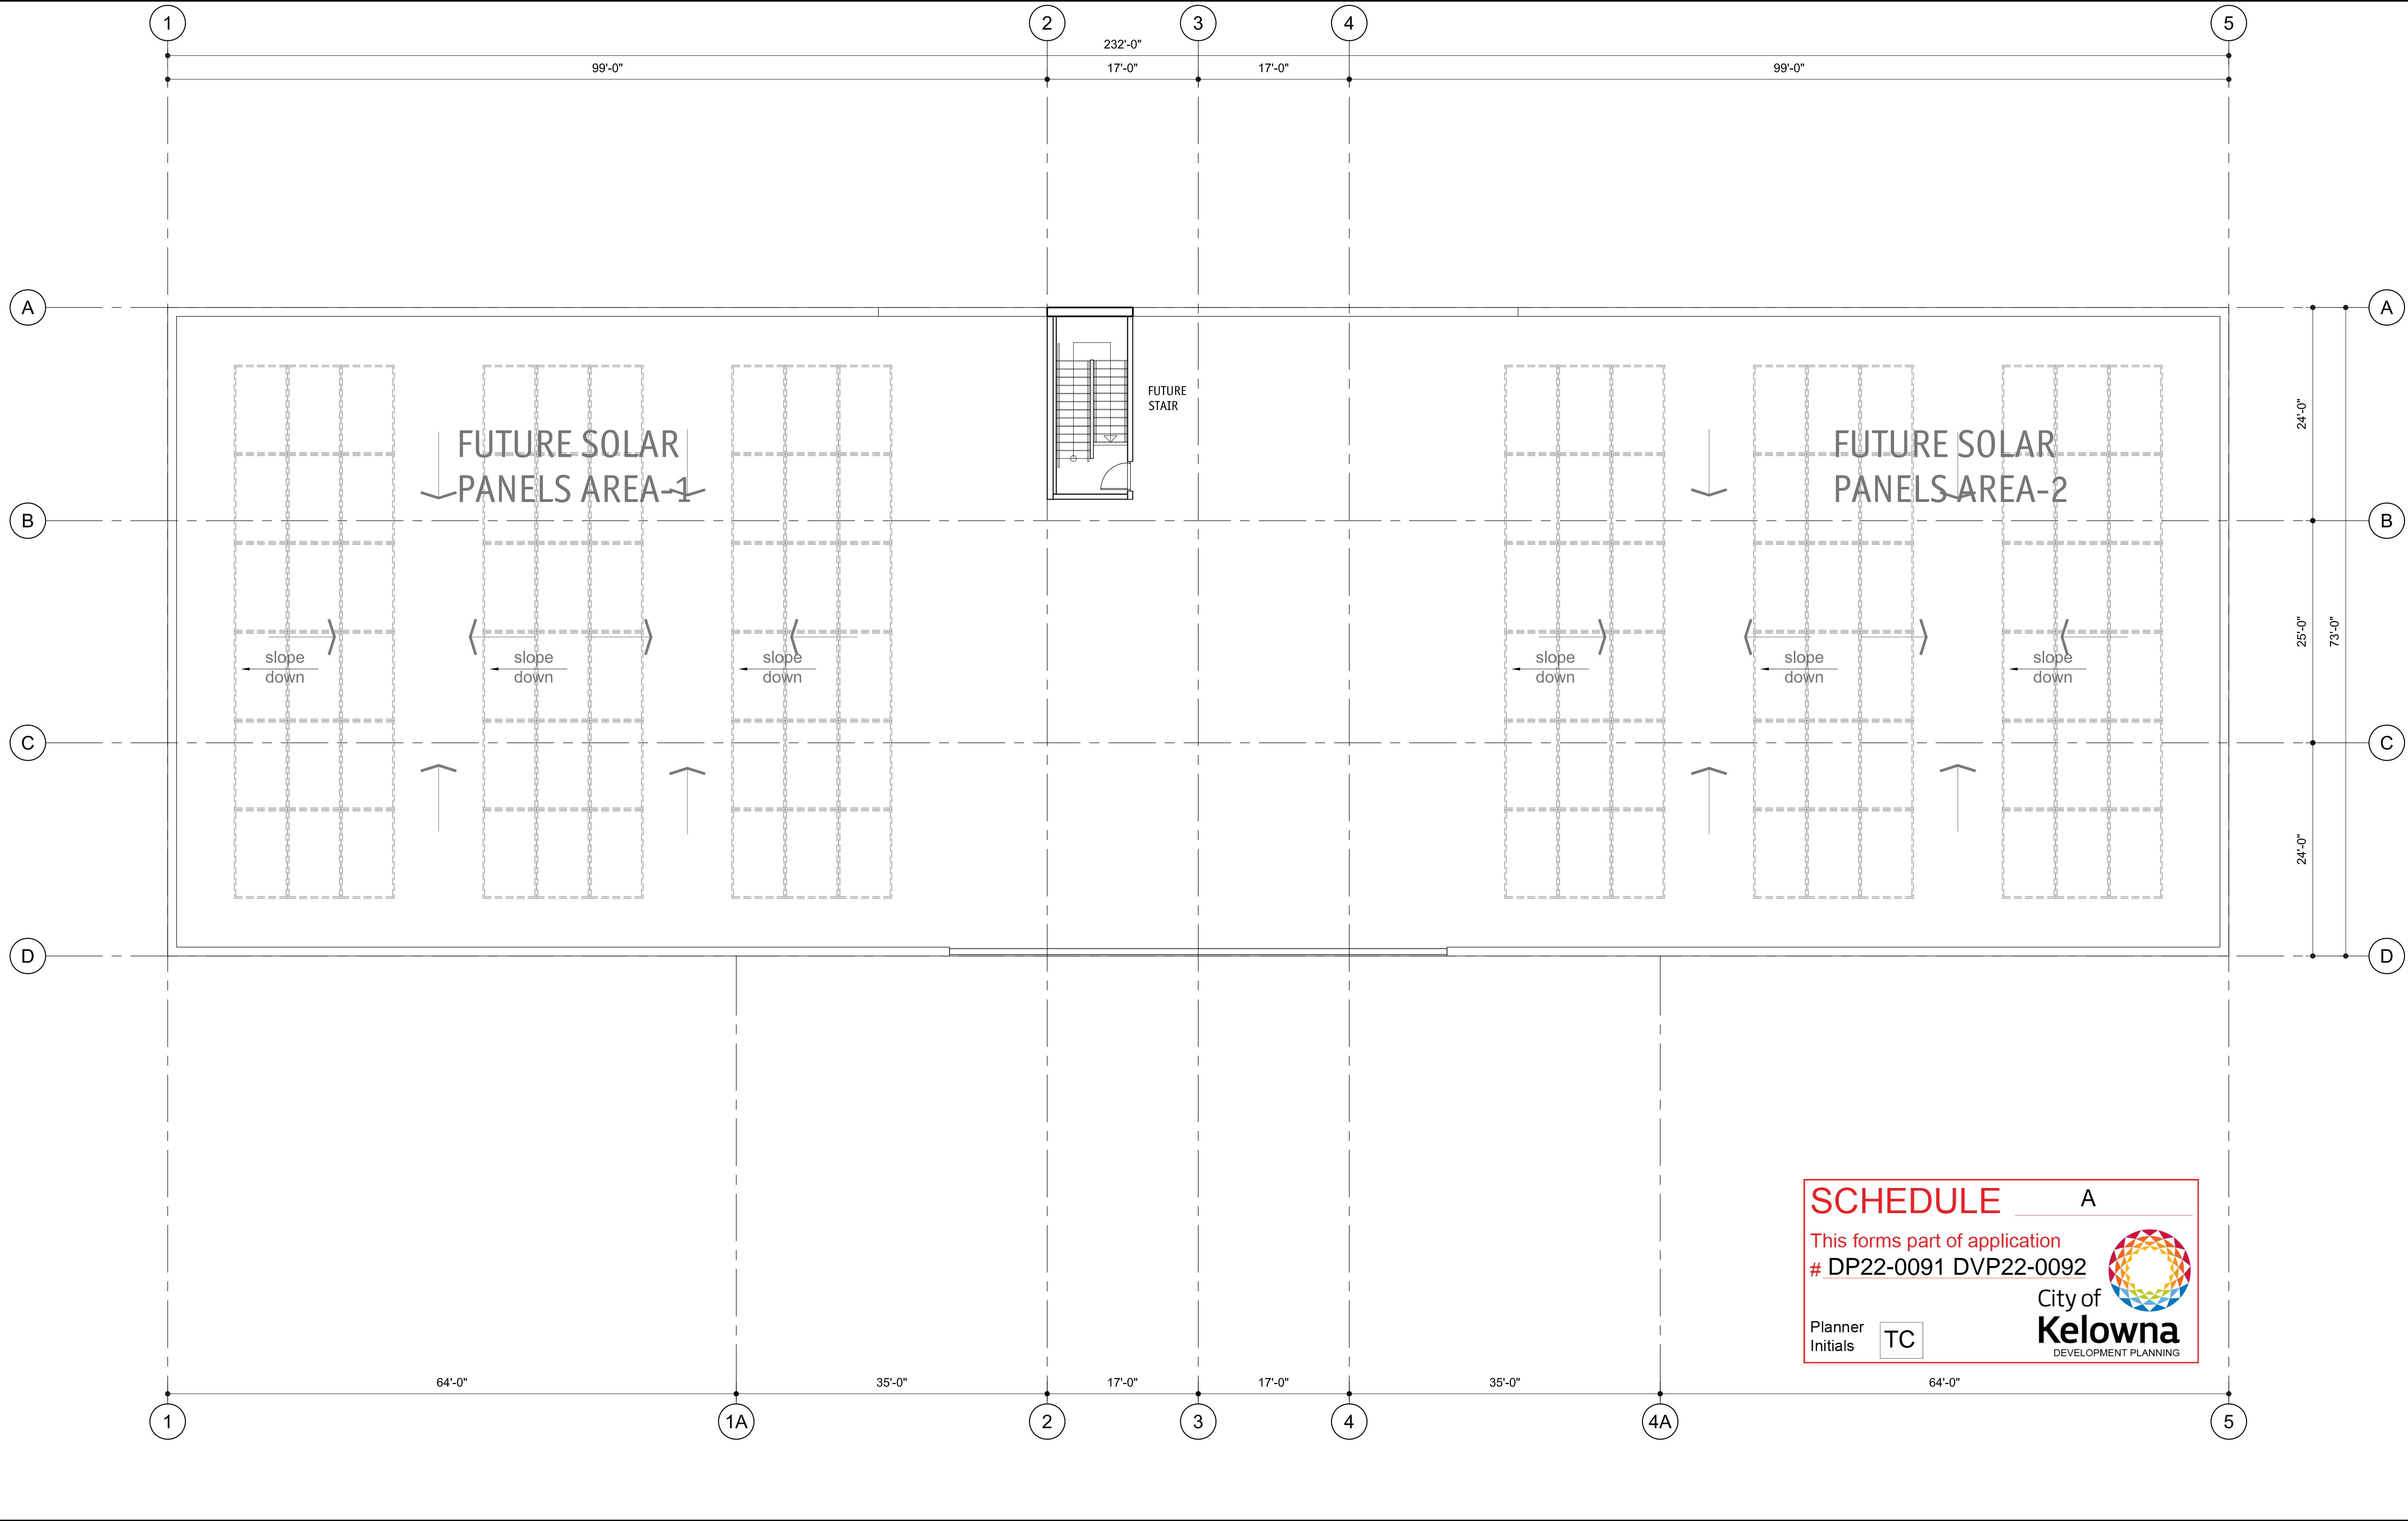 1 2 3 4 5
232'-0"
99'-0" 17'-0" 17'-0" 99'-0"
A A
24'-0"
FUTURE
STAIR
FUTURE SOLAR
PANELS AREA-1
FUTURE SOLAR
PANELS AREA-2
B B
25'-0"
73'-0"
slope
down
slope
down
slope
down
slope
down
slope
down
slope
down
C C
24'-0"
D D
SCHEDULE A
This forms part of application
# DP22-0091 DVP22-0092
City of
Kelowna
DEVELOPMENT PLANNING
Planner
Initials
TC
64'-0" 35'-0" 17'-0" 17'-0" 35'-0" 64'-0"
1 1A 2 3 4 4A 5